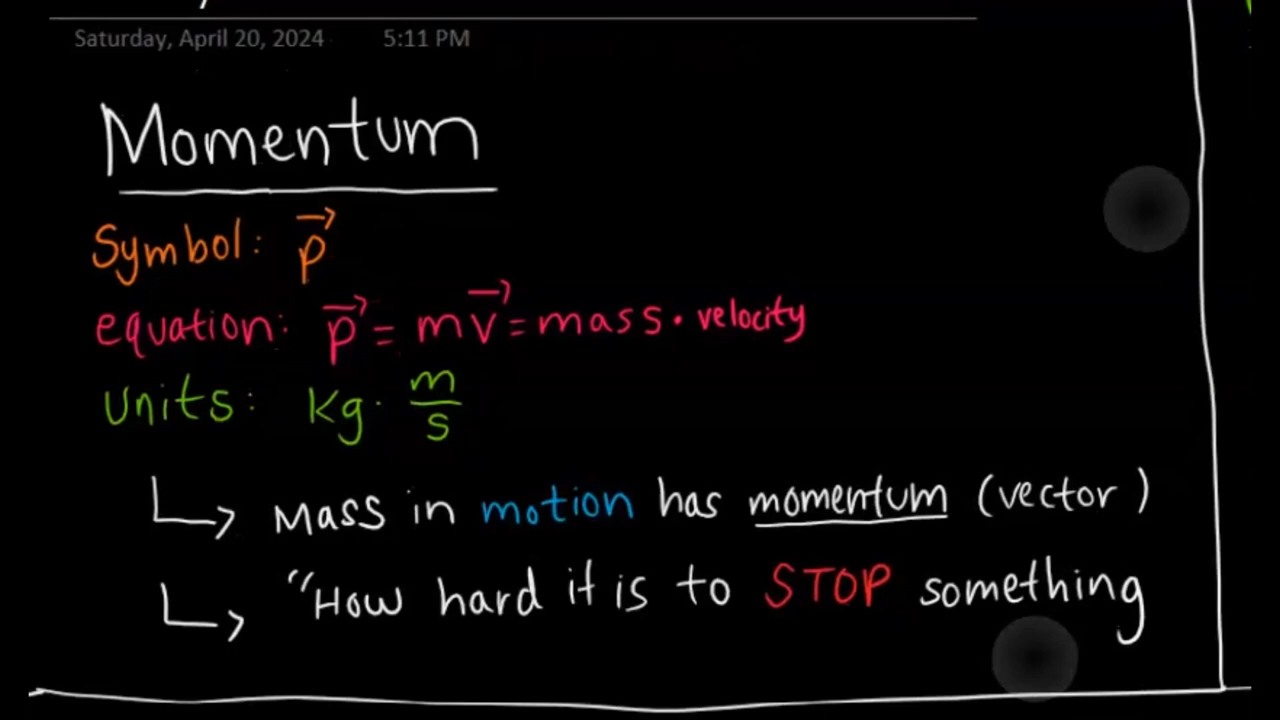 Saturday, April 20, 2024 5:11 PM
Momentum
Symbol: p⃗
equation: p⃗ = mv⃗ = mass · velocity
Units: kg · m/s
↳ Mass in motion has momentum (vector)
↳ "How hard it is to STOP something